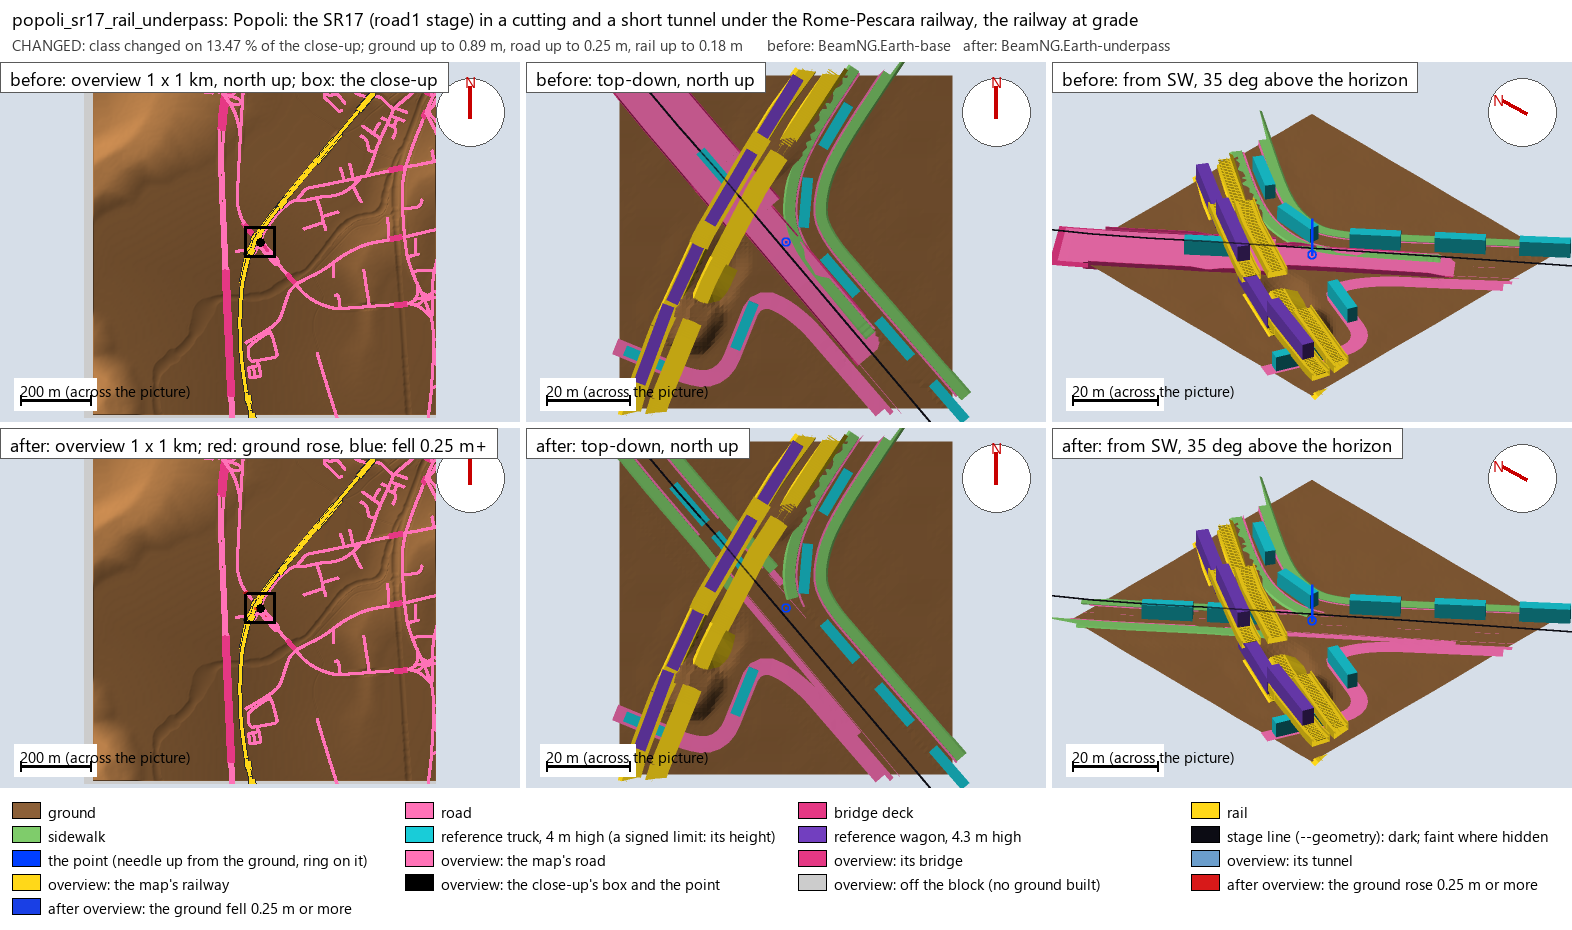 popoli_sr17_rail_underpass: Popoli: the SR17 (road1 stage) in a cutting and a short tunnel under the Rome-Pescara railway, the railway at grade
CHANGED: class changed on 13.47 % of the close-up; ground up to 0.89 m, road up to 0.25 m, rail up to 0.18 m before: BeamNG.Earth-base after: BeamNG.Earth-underpass
before: overview 1 x 1 km, north up; box: the close-up
N
200 m (across the picture)
before: top-down, north up
N
20 m (across the picture)
before: from SW, 35 deg above the horizon
N
20 m (across the picture)
after: overview 1 x 1 km; red: ground rose, blue: fell 0.25 m+
200 m (across the picture)
after: top-down, north up
N
20 m (across the picture)
after: from SW, 35 deg above the horizon
N
20 m (across the picture)
ground
road
bridge deck
rail
sidewalk
reference truck, 4 m high (a signed limit: its height)
reference wagon, 4.3 m high
stage line (--geometry): dark; faint where hidden
the point (needle up from the ground, ring on it)
overview: the map's road
overview: its bridge
overview: its tunnel
overview: the map's railway
overview: the close-up's box and the point
overview: off the block (no ground built)
after overview: the ground rose 0.25 m or more
after overview: the ground fell 0.25 m or more